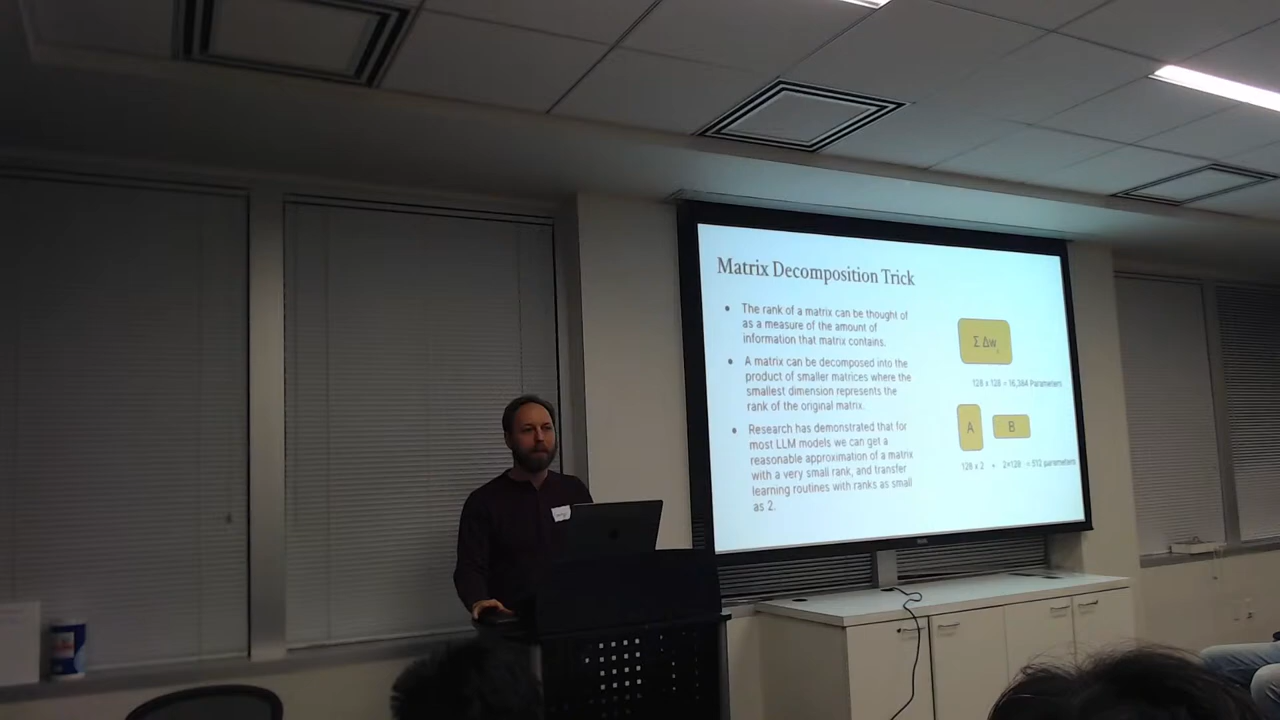 Matrix Decomposition Trick
• The rank of a matrix can be thought of
as a measure of the amount of
information that matrix contains.
• A matrix can be decomposed into the
product of smaller matrices where the
smallest dimension represents the
rank of the original matrix.
• Research has demonstrated that for
most LLM models we can get a
reasonable approximation of a matrix
with a very small rank, and transfer
learning routines with ranks as small
as 2.
Σ Δw
128 x 128 = 16,384 Parameters
A B
128 x 2 + 2*128 = 512 parameters